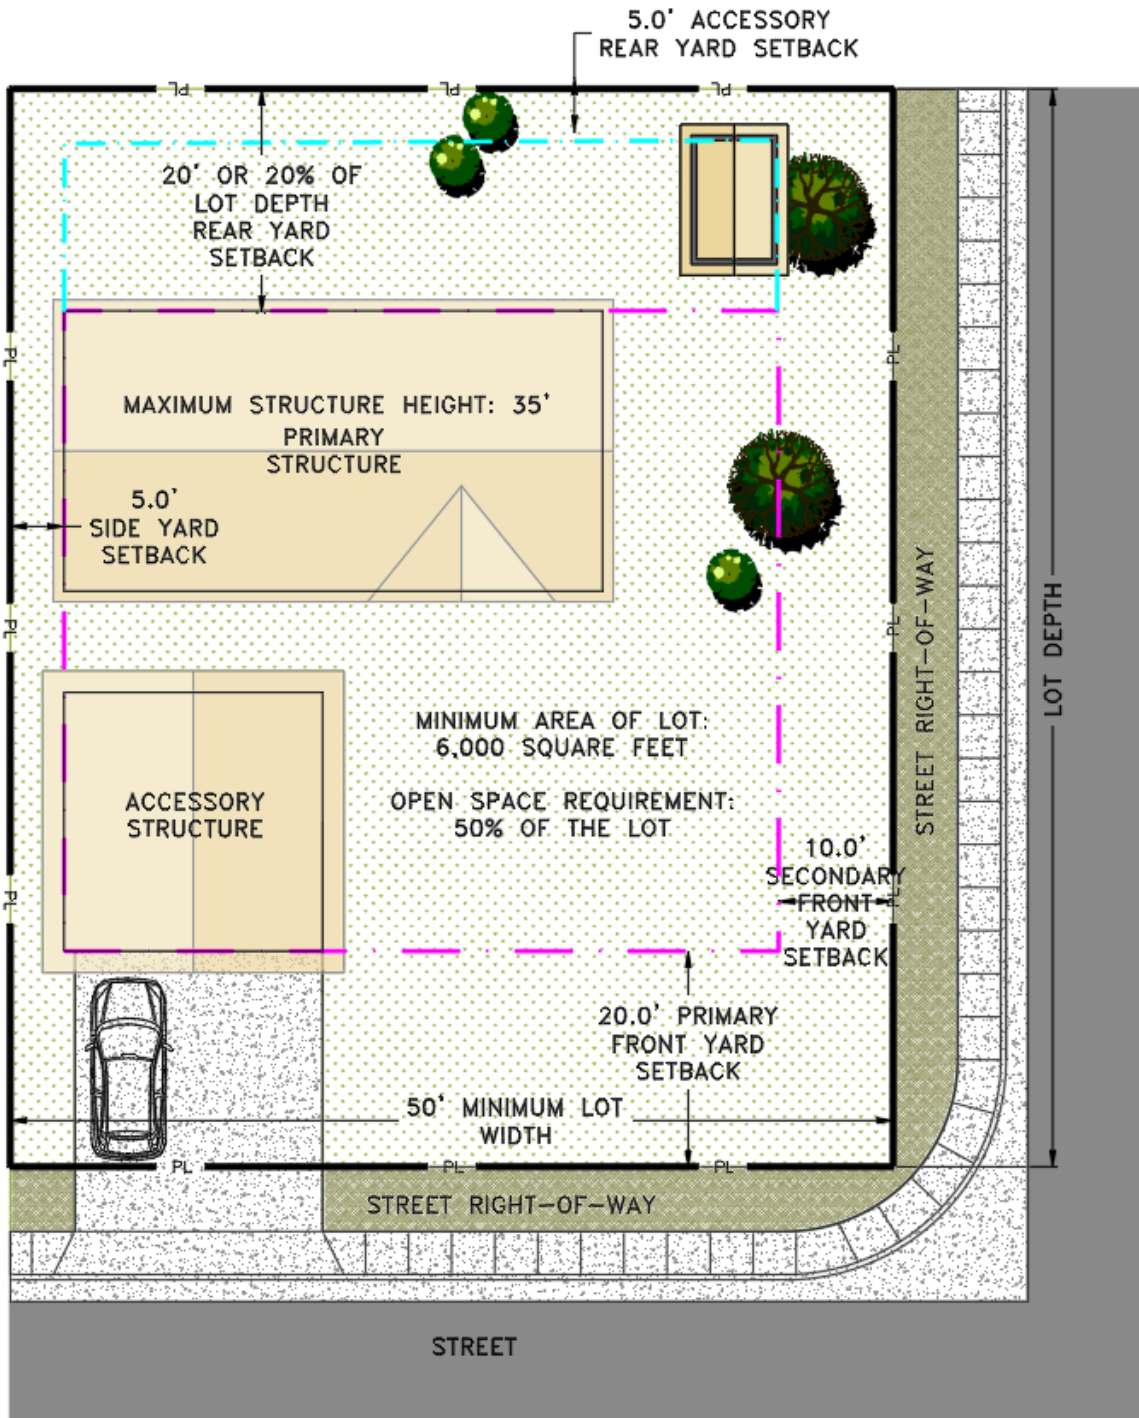 5.0' ACCESSORY
REAR YARD SETBACK
PL PL PL
20' OR 20% OF
LOT DEPTH
REAR YARD
SETBACK
PL
PL
MAXIMUM STRUCTURE HEIGHT: 35'
PRIMARY
STRUCTURE
5.0'
SIDE YARD
SETBACK
PL
PL
STREET RIGHT-OF-WAY
LOT DEPTH
MINIMUM AREA OF LOT:
6,000 SQUARE FEET
OPEN SPACE REQUIREMENT:
50% OF THE LOT
ACCESSORY
STRUCTURE
10.0'
SECONDARY
FRONT
YARD
SETBACK
PL
PL
20.0' PRIMARY
FRONT YARD
SETBACK
50' MINIMUM LOT
WIDTH
PL PL PL
STREET RIGHT-OF-WAY
STREET